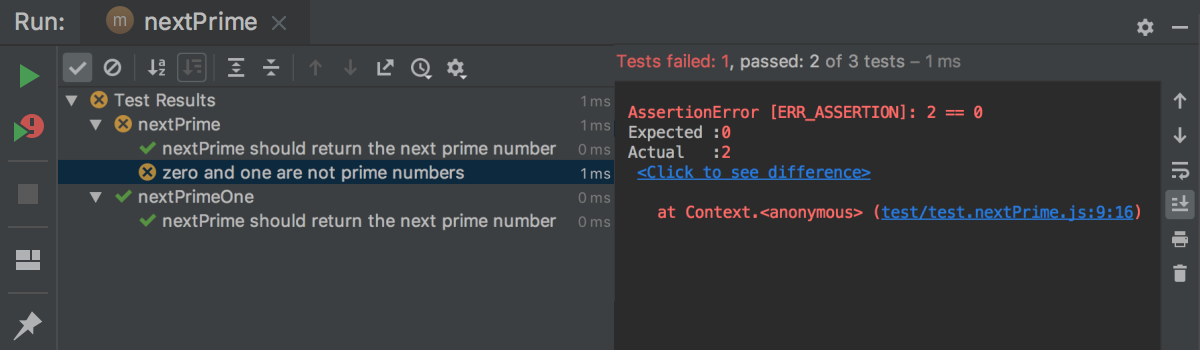 Run: m nextPrime
Tests failed: 1, passed: 2 of 3 tests – 1 ms
Test Results 1 ms
nextPrime 1 ms
nextPrime should return the next prime number 0 ms
zero and one are not prime numbers 1 ms
nextPrimeOne 0 ms
nextPrime should return the next prime number 0 ms
AssertionError [ERR_ASSERTION]: 2 == 0
Expected :0
Actual :2
<Click to see difference>
at Context.<anonymous> (test/test.nextPrime.js:9:16)